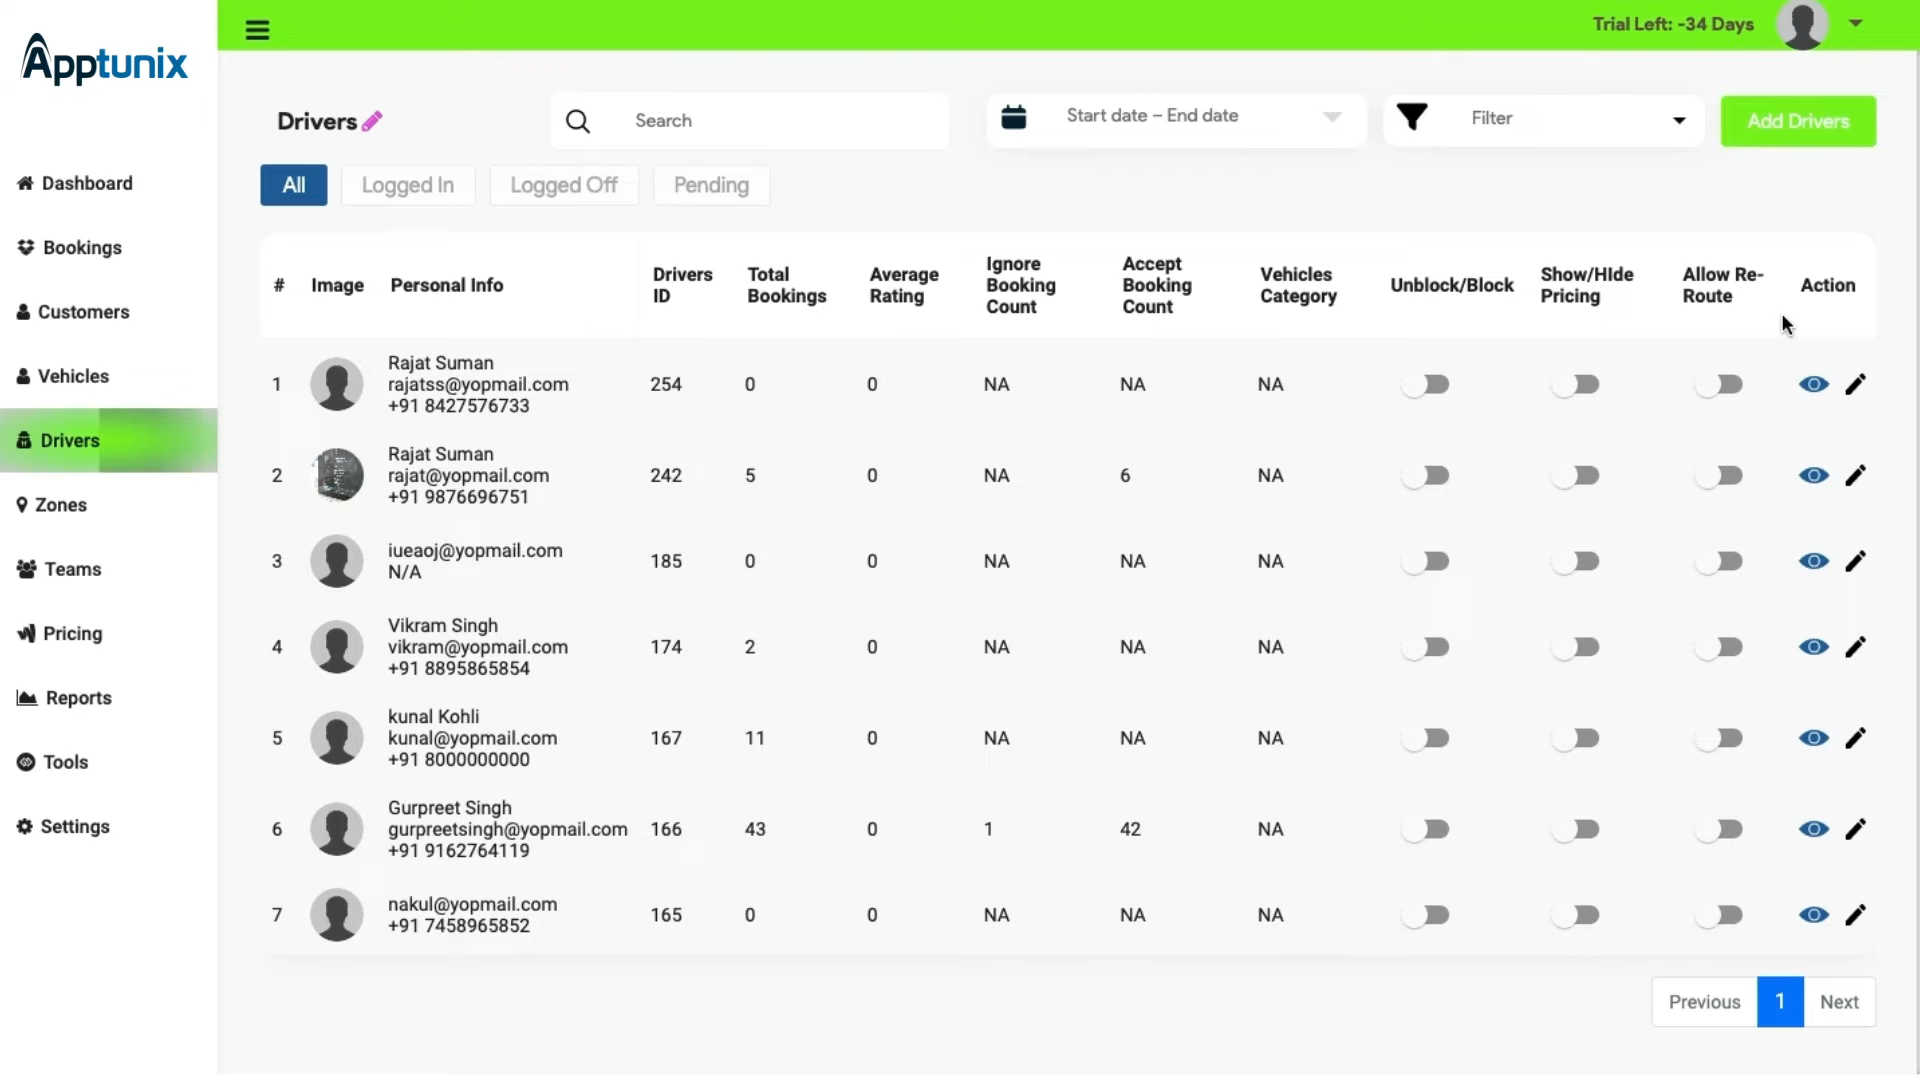 Apptunix
Trial Left: -34 Days
Dashboard
Bookings
Customers
Vehicles
Drivers
Zones
Teams
Pricing
Reports
Tools
Settings
Drivers
Search
Start date – End date
Filter
Add Drivers
All
Logged In
Logged Off
Pending
# Image Personal Info Drivers ID Total Bookings Average Rating Ignore Booking Count Accept Booking Count Vehicles Category Unblock/Block Show/HIde Pricing Allow Re-Route Action
1 Rajat Suman
rajatss@yopmail.com
+91 8427576733
254 0 0 NA NA NA
2 Rajat Suman
rajat@yopmail.com
+91 9876696751
242 5 0 NA 6 NA
3 iueaoj@yopmail.com
N/A
185 0 0 NA NA NA
4 Vikram Singh
vikram@yopmail.com
+91 8895865854
174 2 0 NA NA NA
5 kunal Kohli
kunal@yopmail.com
+91 8000000000
167 11 0 NA NA NA
6 Gurpreet Singh
gurpreetsingh@yopmail.com
+91 9162764119
166 43 0 1 42 NA
7 nakul@yopmail.com
+91 7458965852
165 0 0 NA NA NA
Previous 1 Next